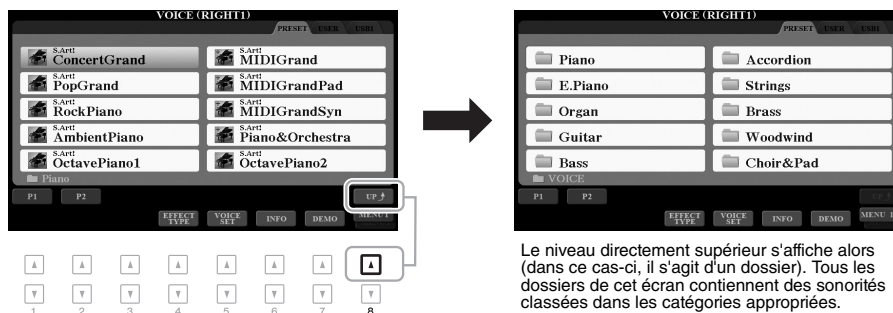 VOICE (RIGHT1)
PRESET USER USB1
S.Art!
ConcertGrand
S.Art!
MIDIGrand
S.Art!
PopGrand
S.Art!
MIDIGrandPad
S.Art!
RockPiano
S.Art!
MIDIGrandSyn
S.Art!
AmbientPiano
S.Art!
Piano&Orchestra
S.Art!
OctavePiano1
S.Art!
OctavePiano2
Piano
P1 P2 UP
EFFECT TYPE
VOICE SET
INFO DEMO MENU1
1 2 3 4 5 6 7 8
VOICE (RIGHT1)
PRESET USER USB1
Piano Accordion
E.Piano Strings
Organ Brass
Guitar Woodwind
Bass Choir&Pad
VOICE
P1 P2 UP
EFFECT TYPE
VOICE SET
INFO DEMO MENU 1
Le niveau directement supérieur s'affiche alors
(dans ce cas-ci, il s'agit d'un dossier). Tous les
dossiers de cet écran contiennent des sonorités
classées dans les catégories appropriées.